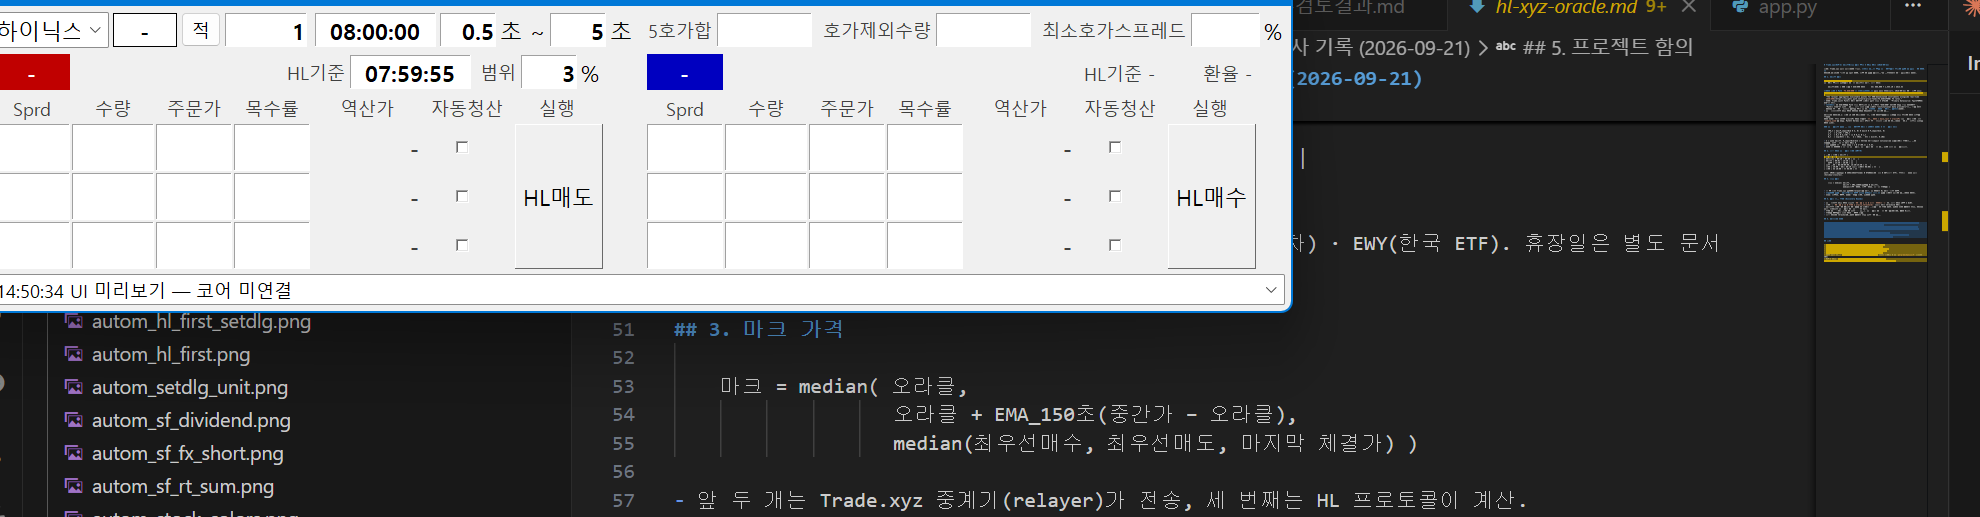 하이닉스 - 적 1 08:00:00 0.5 초 ~ 5 초 5호가합 호가제외수량 최소호가스프레드 %
- HL기준 07:59:55 범위 3 % - HL기준 - 환율 -
Sprd 수량 주문가 목수률 역산가 자동청산 실행 Sprd 수량 주문가 목수률 역산가 자동청산 실행
- -
- HL매도 - HL매수
- -
14:50:34 UI 미리보기 — 코어 미연결
검토결과.md hl-xyz-oracle.md 9+ app.py ...
사 기록 (2026-09-21) > abc ## 5. 프로젝트 함의
(2026-09-21)
|
차) · EWY(한국 ETF). 휴장일은 별도 문서
autom_hl_first_setdlg.png
autom_hl_first.png
autom_setdlg_unit.png
autom_sf_dividend.png
autom_sf_fx_short.png
autom_sf_rt_sum.png
51 ## 3. 마크 가격
52
53 마크 = median( 오라클,
54 오라클 + EMA_150초(중간가 - 오라클),
55 median(최우선매수, 최우선매도, 마지막 체결가) )
56
57 - 앞 두 개는 Trade.xyz 중계기(relayer)가 전송, 세 번째는 HL 프로토콜이 계산.